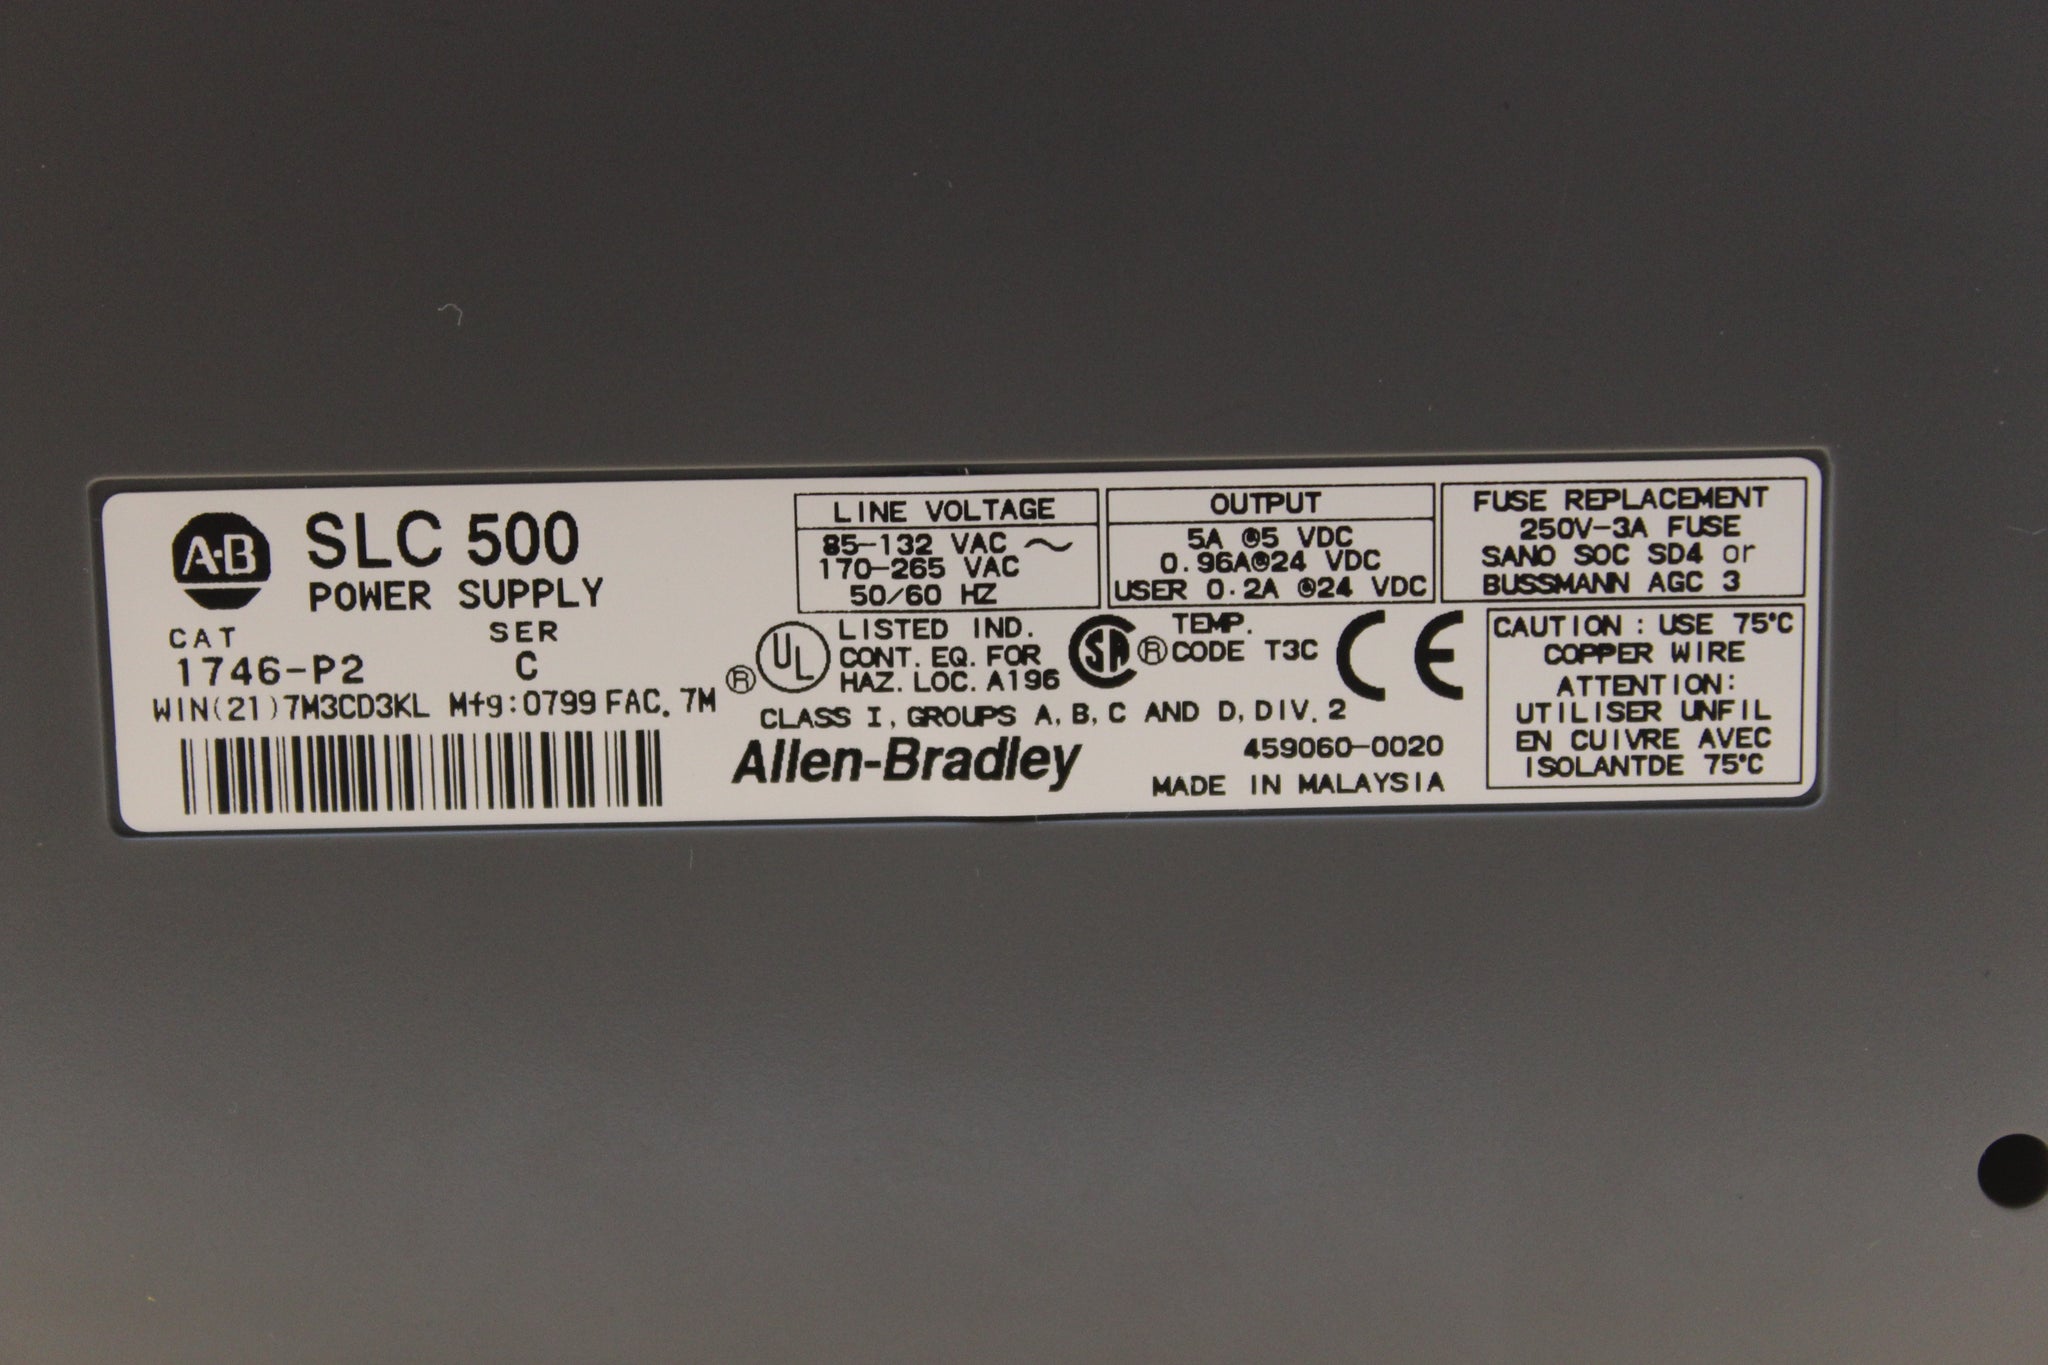 A·B
SLC 500
POWER SUPPLY
CAT SER
1746-P2 C
WIN(21)7M3CD3KL Mfg:0799 FAC. 7M
LINE VOLTAGE
85-132 VAC ~
170-265 VAC
50/60 HZ
OUTPUT
5A @5 VDC
0.96A@24 VDC
USER 0.2A @24 VDC
FUSE REPLACEMENT
250V-3A FUSE
SANO SOC SD4 or
BUSSMANN AGC 3
® UL LISTED IND.
CONT. EQ. FOR
HAZ. LOC. A196
SA ® TEMP.
CODE T3C
CE
CLASS I, GROUPS A, B, C AND D, DIV. 2
Allen-Bradley
459060-0020
MADE IN MALAYSIA
CAUTION : USE 75°C
COPPER WIRE
ATTENTION:
UTILISER UNFIL
EN CUIVRE AVEC
ISOLANTDE 75°C